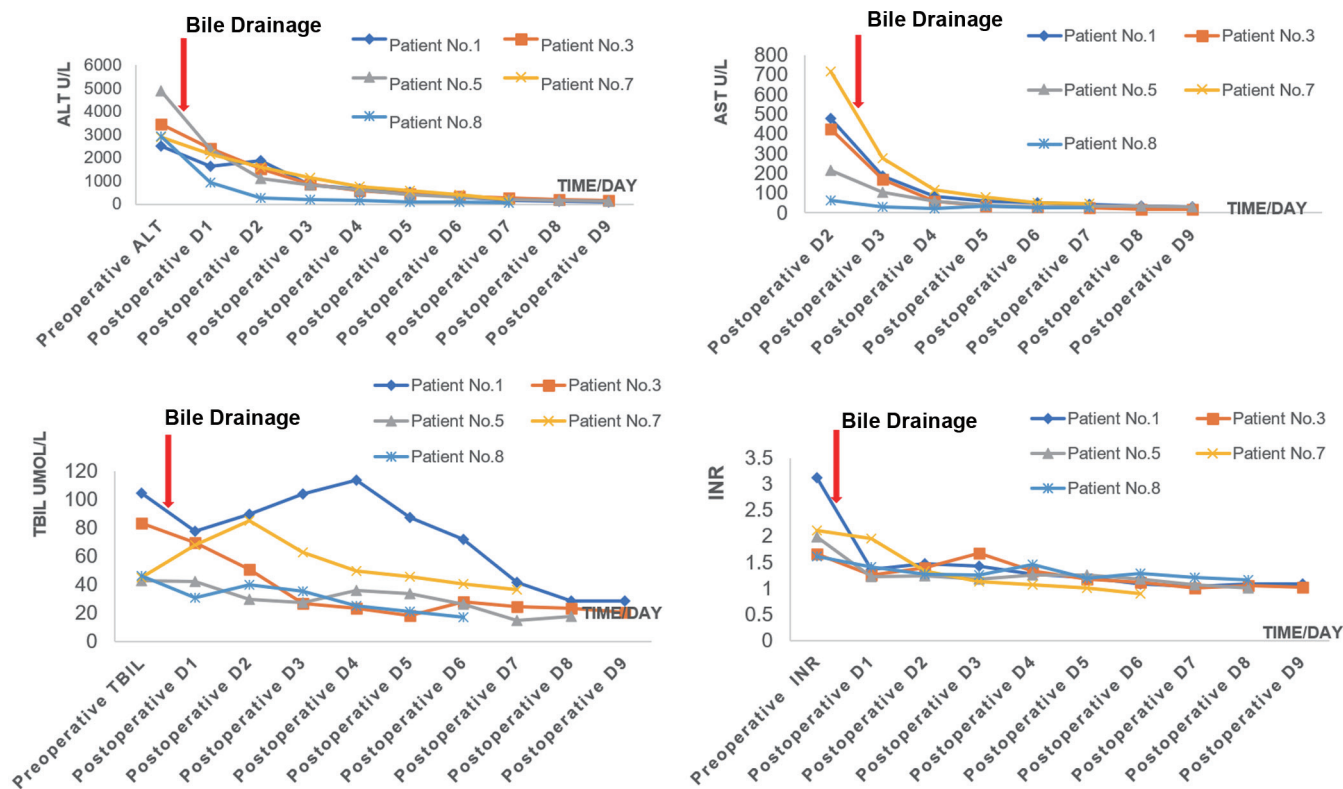 Bile Drainage
Patient No.1
Patient No.3
Patient No.5
Patient No.7
Patient No.8
ALT U/L
6000
5000
4000
3000
2000
1000
0
TIME/DAY
Preoperative ALT
Postoperative D1
Postoperative D2
Postoperative D3
Postoperative D4
Postoperative D5
Postoperative D6
Postoperative D7
Postoperative D8
Postoperative D9
Bile Drainage
Patient No.1
Patient No.3
Patient No.5
Patient No.7
Patient No.8
AST U/L
800
700
600
500
400
300
200
100
0
TIME/DAY
Postoperative D2
Postoperative D3
Postoperative D4
Postoperative D5
Postoperative D6
Postoperative D7
Postoperative D8
Postoperative D9
Bile Drainage
Patient No.1
Patient No.3
Patient No.5
Patient No.7
Patient No.8
TBIL UMOL/L
120
100
80
60
40
20
0
TIME/DAY
Preoperative TBIL
Postoperative D1
Postoperative D2
Postoperative D3
Postoperative D4
Postoperative D5
Postoperative D6
Postoperative D7
Postoperative D8
Postoperative D9
Bile Drainage
Patient No.1
Patient No.3
Patient No.5
Patient No.7
Patient No.8
INR
3.5
3
2.5
2
1.5
1
0.5
0
TIME/DAY
Preoperative INR
Postoperative D1
Postoperative D2
Postoperative D3
Postoperative D4
Postoperative D5
Postoperative D6
Postoperative D7
Postoperative D8
Postoperative D9